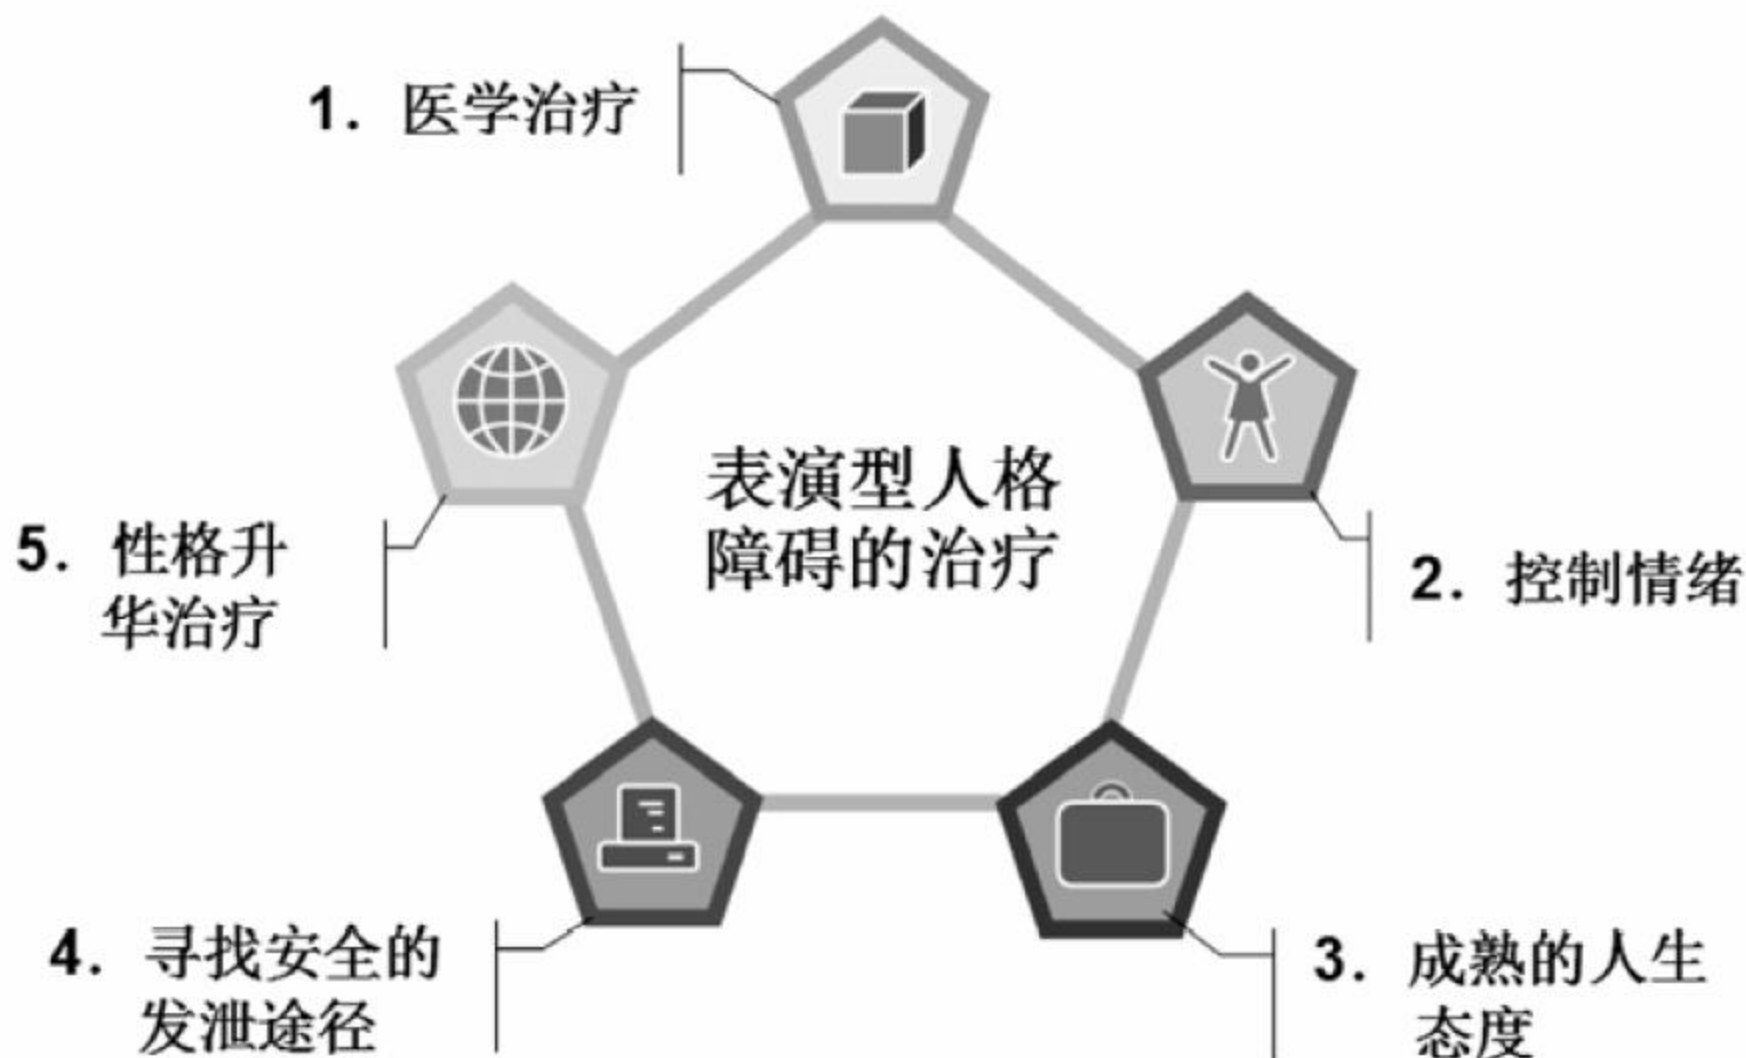 1. 医学治疗
表演型人格
障碍的治疗
2. 控制情绪
3. 成熟的人生
态度
4. 寻找安全的
发泄途径
5. 性格升
华治疗